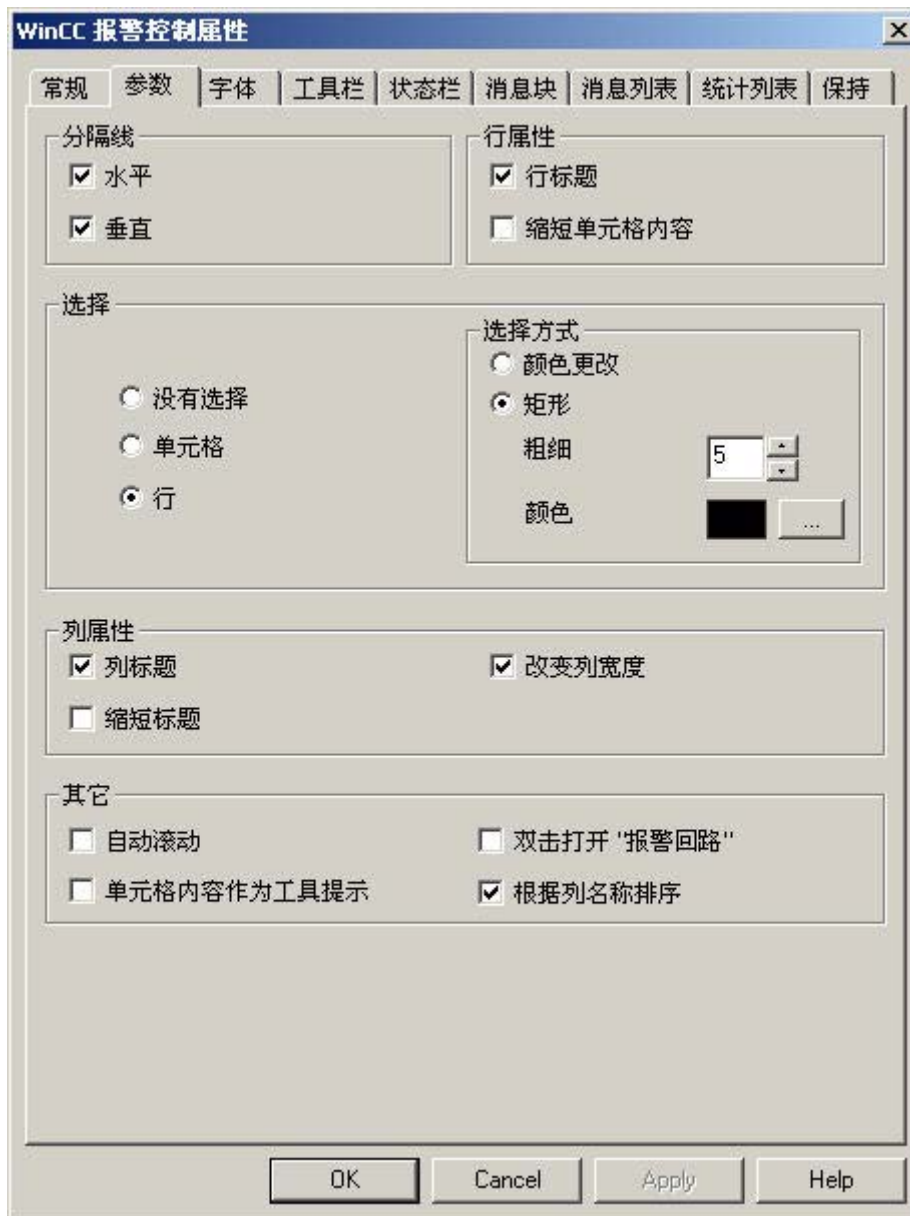 WinCC 报警控制属性
常规 参数 字体 工具栏 状态栏 消息块 消息列表 统计列表 保持
分隔线
水平
垂直
行属性
行标题
缩短单元格内容
选择
没有选择
单元格
行
选择方式
颜色更改
矩形
粗细 5
颜色 ...
列属性
列标题 改变列宽度
缩短标题
其它
自动滚动 双击打开 "报警回路"
单元格内容作为工具提示 根据列名称排序
OK Cancel Apply Help